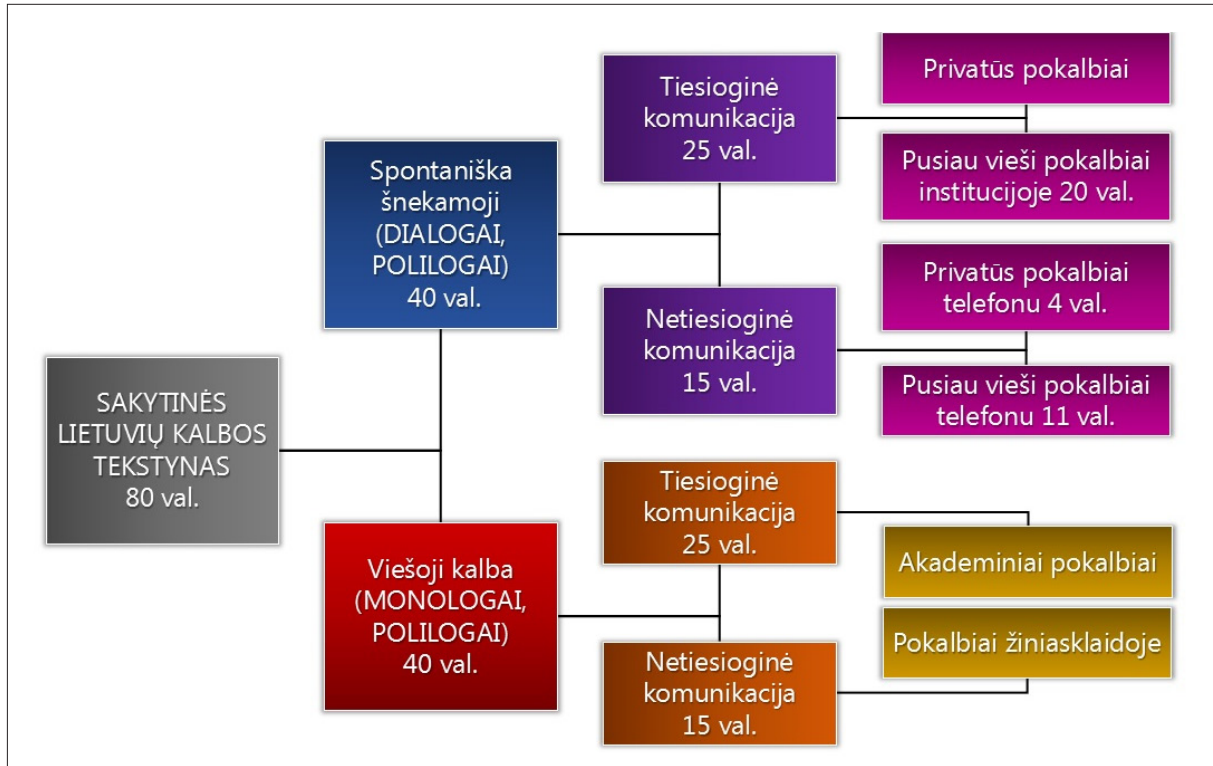 SAKYTINĖS
LIETUVIŲ KALBOS
TEKSTYNAS
80 val.
Spontaniška
šnekamoji
(DIALOGAI,
POLILOGAI)
40 val.
Tiesioginė
komunikacija
25 val.
Privatūs pokalbiai
Pusiau vieši pokalbiai
institucijoje 20 val.
Netiesioginė
komunikacija
15 val.
Privatūs pokalbiai
telefonu 4 val.
Pusiau vieši pokalbiai
telefonu 11 val.
Viešoji kalba
(MONOLOGAI,
POLILOGAI)
40 val.
Tiesioginė
komunikacija
25 val.
Akademiniai pokalbiai
Netiesioginė
komunikacija
15 val.
Pokalbiai žiniasklaidoje